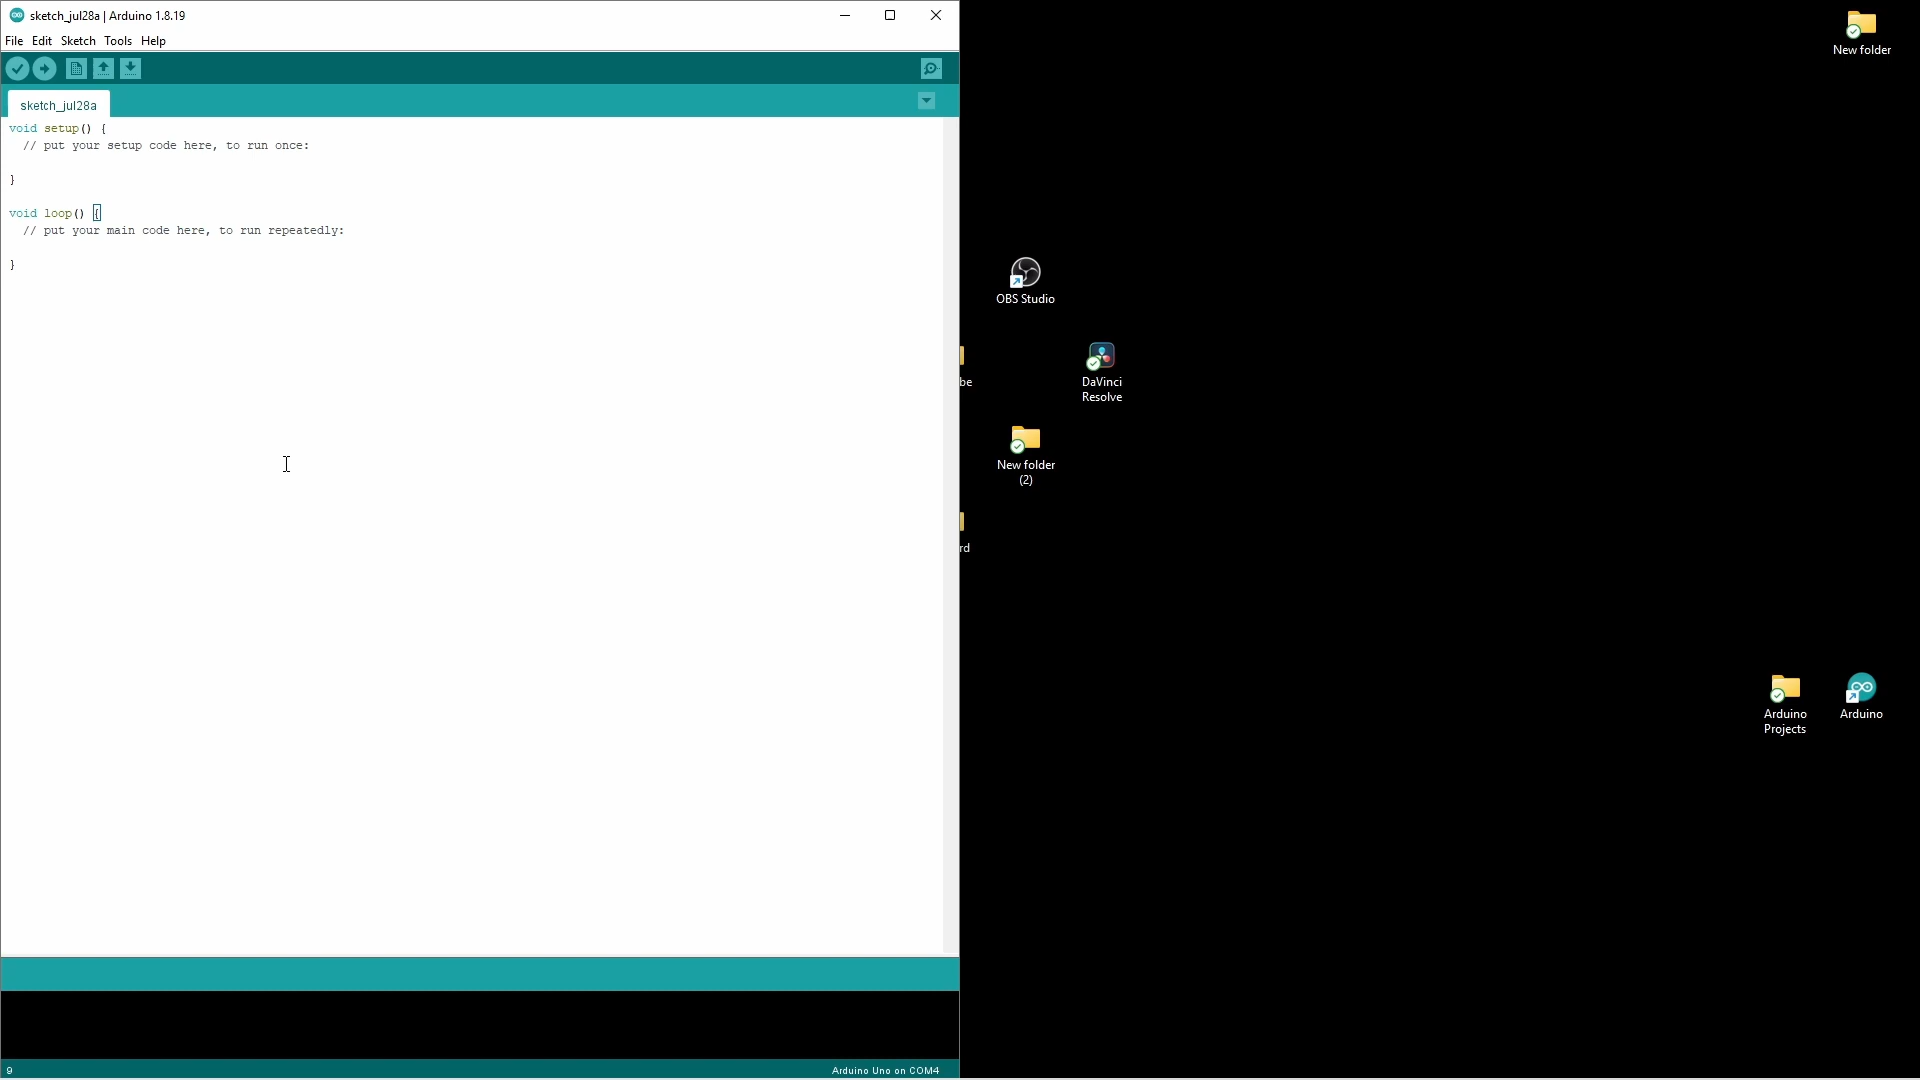 sketch_jul28a | Arduino 1.8.19
File Edit Sketch Tools Help
sketch_jul28a
void setup() {
// put your setup code here, to run once:
}
void loop() {
// put your main code here, to run repeatedly:
}
9
Arduino Uno on COM4
New folder
OBS Studio
be
DaVinci
Resolve
New folder
(2)
rd
Arduino
Projects
Arduino